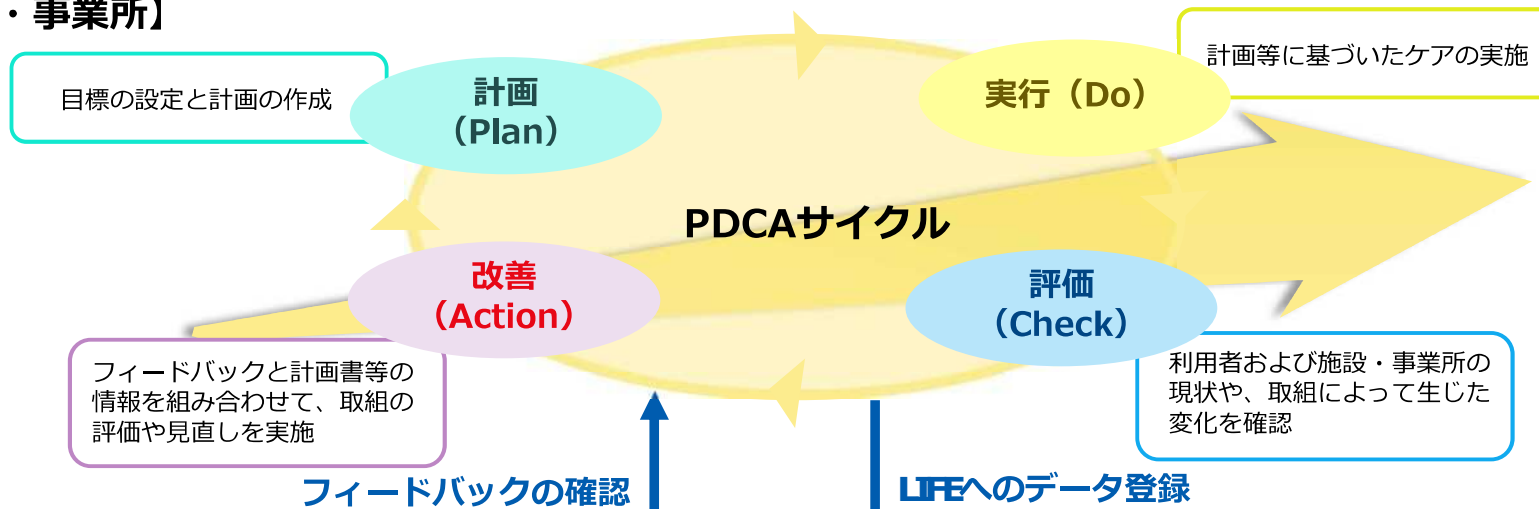 ・事業所】
目標の設定と計画の作成
計画
（Plan）
実行（Do）
計画等に基づいたケアの実施
PDCAサイクル
改善
（Action）
評価
（Check）
フィードバックと計画書等の
情報を組み合わせて、取組の
評価や見直しを実施
利用者および施設・事業所の
現状や、取組によって生じた
変化を確認
フィードバックの確認
LIFEへのデータ登録